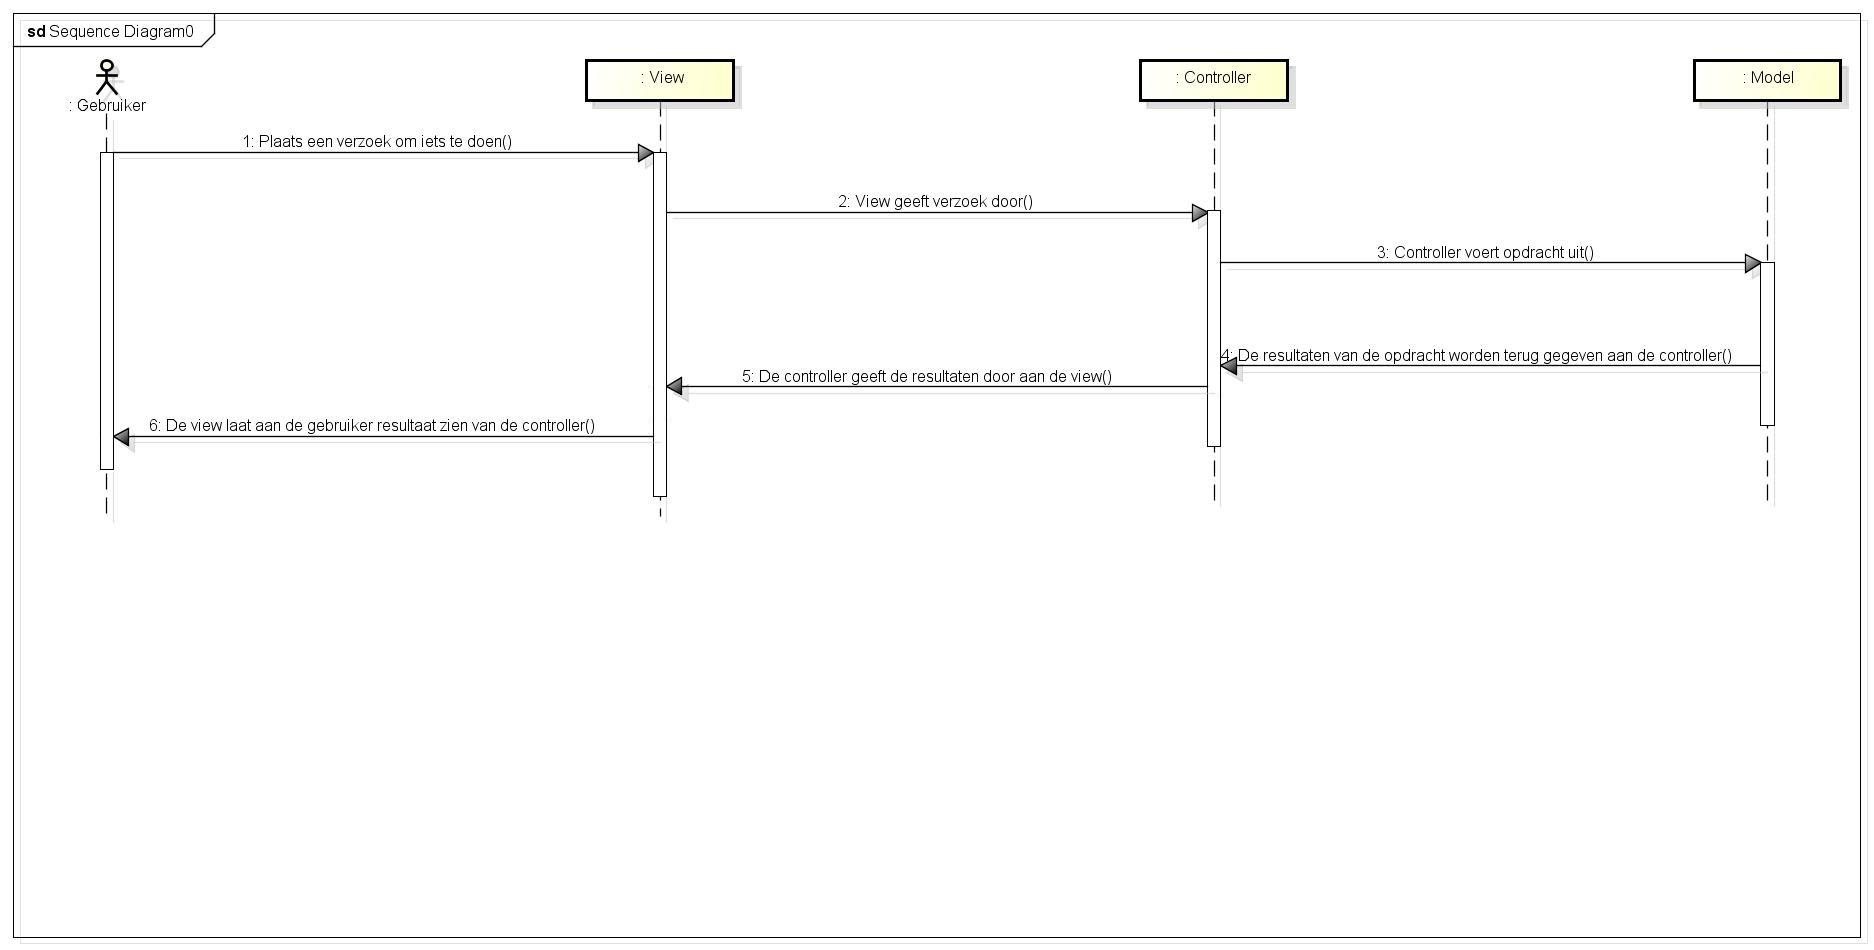 sd Sequence Diagram0
: Gebruiker
: View
: Controller
: Model
1: Plaats een verzoek om iets te doen()
2: View geeft verzoek door()
3: Controller voert opdracht uit()
4: De resultaten van de opdracht worden terug gegeven aan de controller()
5: De controller geeft de resultaten door aan de view()
6: De view laat aan de gebruiker resultaat zien van de controller()